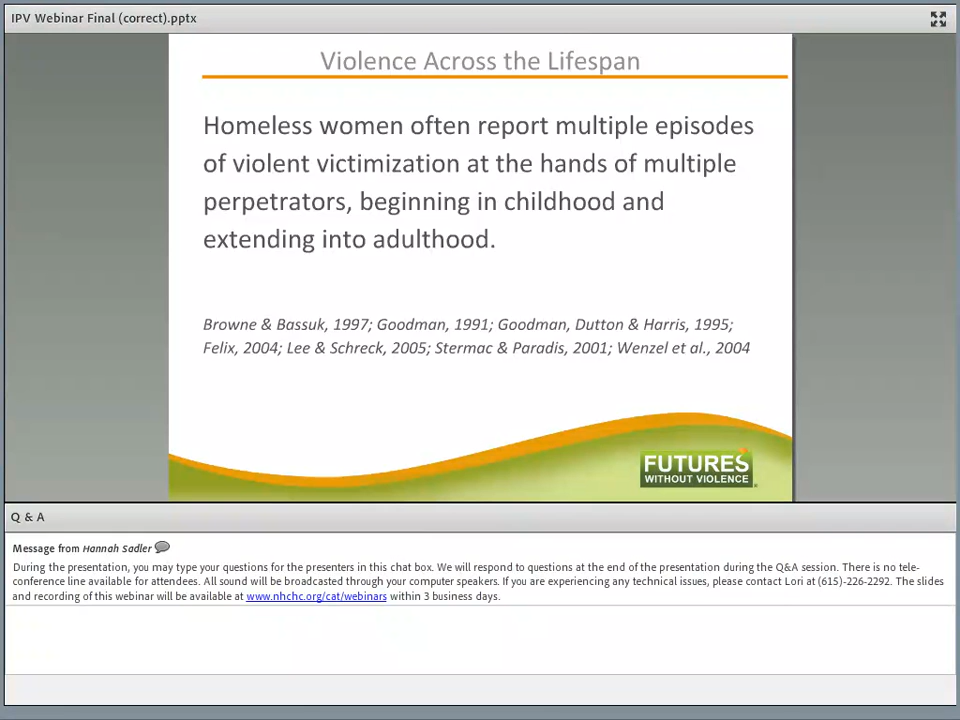 IPV Webinar Final (correct).pptx
Violence Across the Lifespan
Homeless women often report multiple episodes
of violent victimization at the hands of multiple
perpetrators, beginning in childhood and
extending into adulthood.
Browne & Bassuk, 1997; Goodman, 1991; Goodman, Dutton & Harris, 1995;
Felix, 2004; Lee & Schreck, 2005; Stermac & Paradis, 2001; Wenzel et al., 2004
FUTURES
WITHOUT VIOLENCE
Q & A
Message from Hannah Sadler
During the presentation, you may type your questions for the presenters in this chat box. We will respond to questions at the end of the presentation during the Q&A session. There is no tele-
conference line available for attendees. All sound will be broadcasted through your computer speakers. If you are experiencing any technical issues, please contact Lori at (615)-226-2292. The slides
and recording of this webinar will be available at www.nhchc.org/cat/webinars within 3 business days.